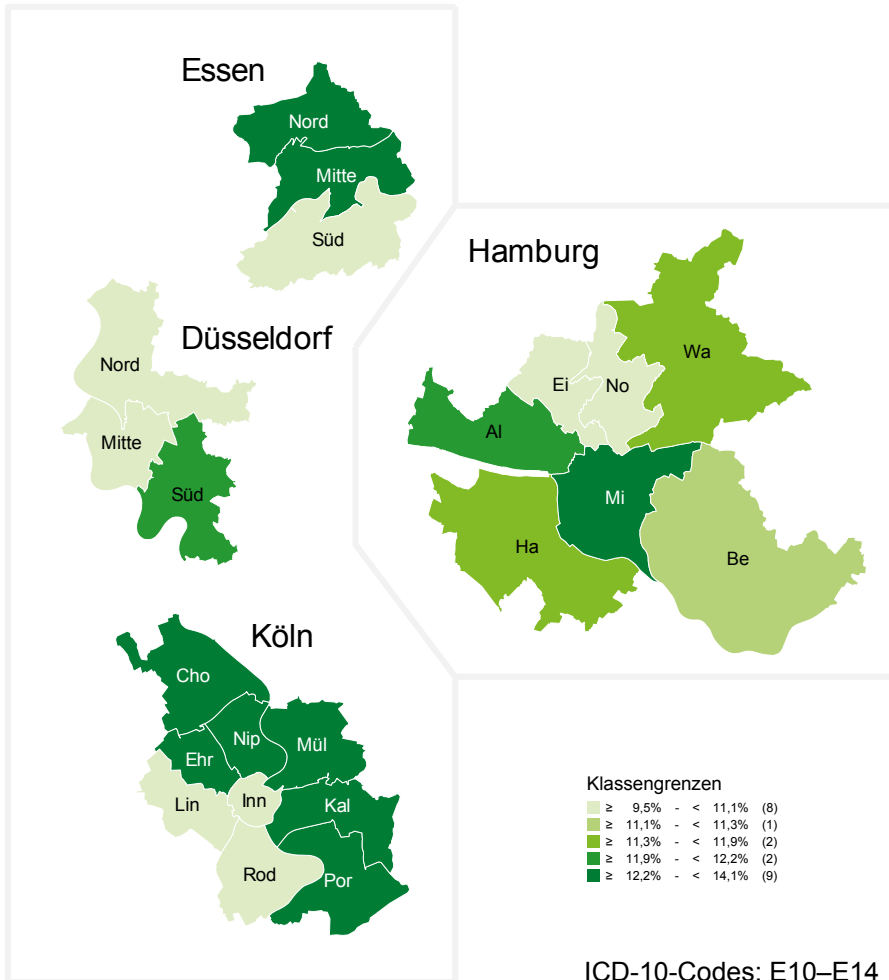 Essen
Nord
Mitte
Süd
Düsseldorf
Nord
Mitte
Süd
Hamburg
Wa
Ei
No
Al
Mi
Ha
Be
Köln
Cho
Nip
Mül
Ehr
Lin
Inn
Kal
Rod
Por
Klassengrenzen
≥ 9,5% - < 11,1% (8)
≥ 11,1% - < 11,3% (1)
≥ 11,3% - < 11,9% (2)
≥ 11,9% - < 12,2% (2)
≥ 12,2% - < 14,1% (9)
ICD-10-Codes: E10–E14